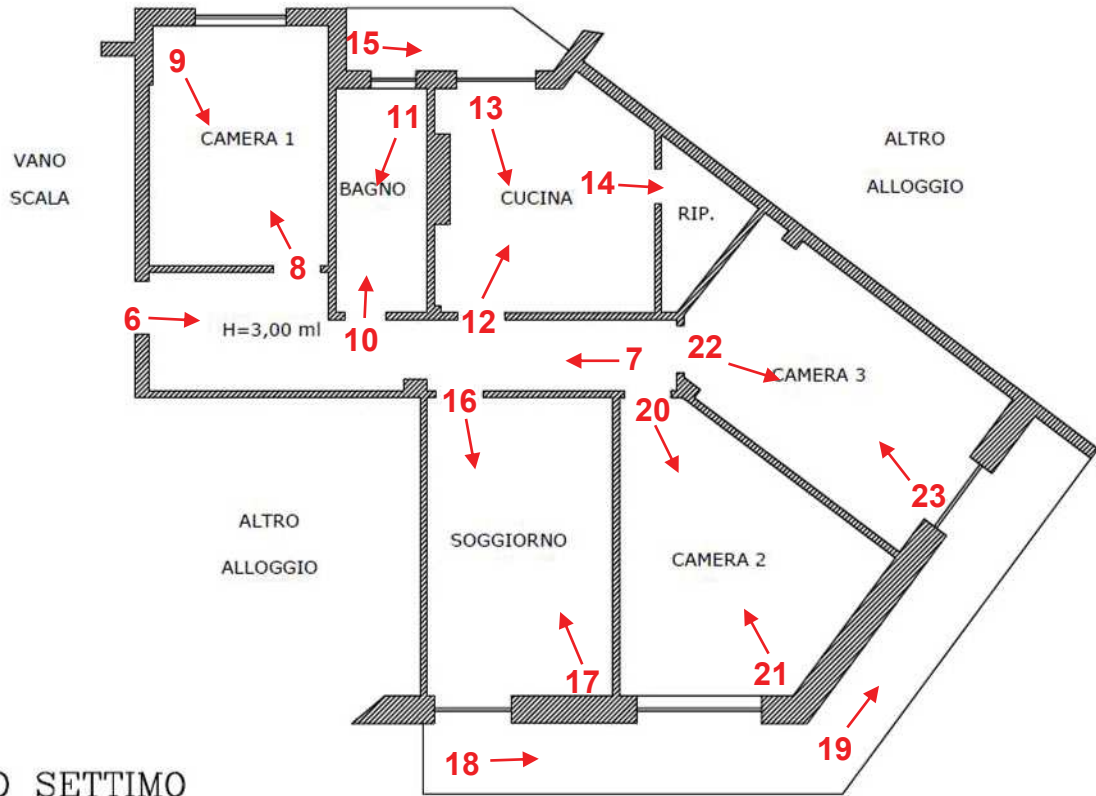 15
9
13
11
CAMERA 1
ALTRO
VANO
ALLOGGIO
SCALA
BAGNO
CUCINA
14
RIP.
8
6
H=3,00 ml
10
12
7
22
CAMERA 3
16
20
23
ALTRO
ALLOGGIO
SOGGIORNO
CAMERA 2
17
21
18
19
SETTIMO